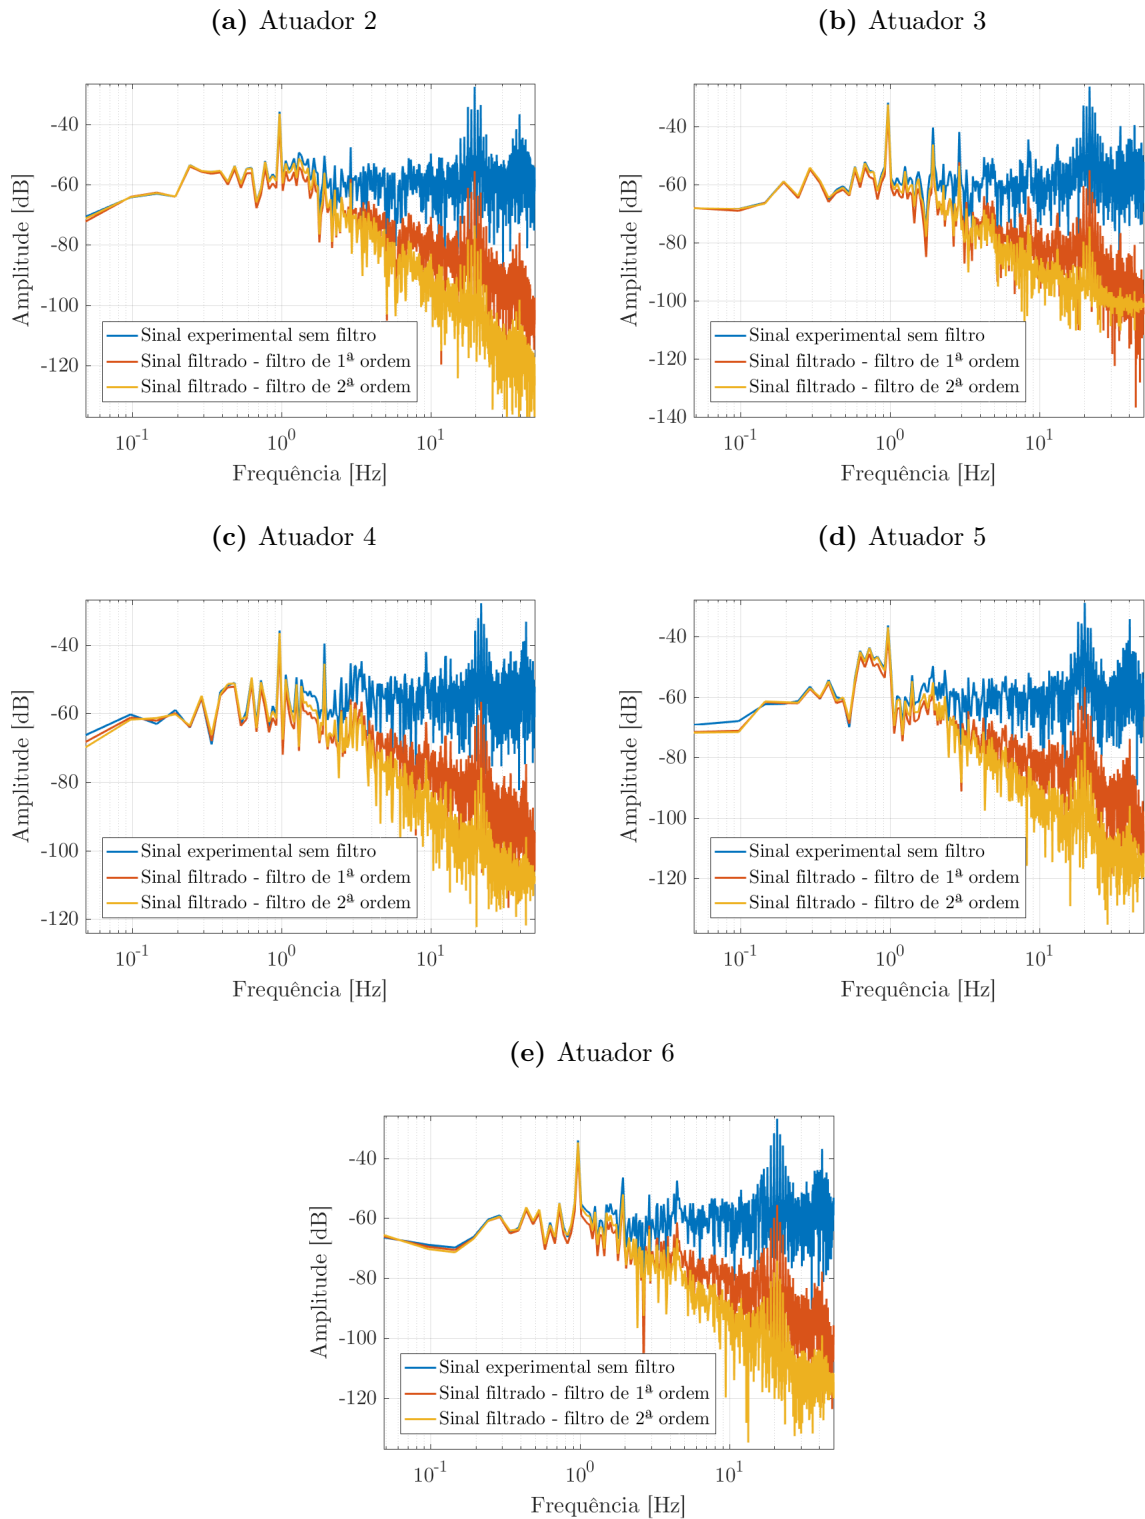 (a) Atuador 2
(b) Atuador 3
-40
-60
-80
-100
-120
Amplitude [dB]
Sinal experimental sem filtro
Sinal filtrado - filtro de 1ª ordem
Sinal filtrado - filtro de 2ª ordem
10-1
100
101
Frequência [Hz]
-40
-60
-80
-100
-120
-140
Amplitude [dB]
Sinal experimental sem filtro
Sinal filtrado - filtro de 1ª ordem
Sinal filtrado - filtro de 2ª ordem
10-1
100
101
Frequência [Hz]
(c) Atuador 4
(d) Atuador 5
-40
-60
-80
-100
-120
Amplitude [dB]
Sinal experimental sem filtro
Sinal filtrado - filtro de 1ª ordem
Sinal filtrado - filtro de 2ª ordem
10-1
100
101
Frequência [Hz]
-40
-60
-80
-100
-120
Amplitude [dB]
Sinal experimental sem filtro
Sinal filtrado - filtro de 1ª ordem
Sinal filtrado - filtro de 2ª ordem
10-1
100
101
Frequência [Hz]
(e) Atuador 6
-40
-60
-80
-100
-120
Amplitude [dB]
Sinal experimental sem filtro
Sinal filtrado - filtro de 1ª ordem
Sinal filtrado - filtro de 2ª ordem
10-1
100
101
Frequência [Hz]